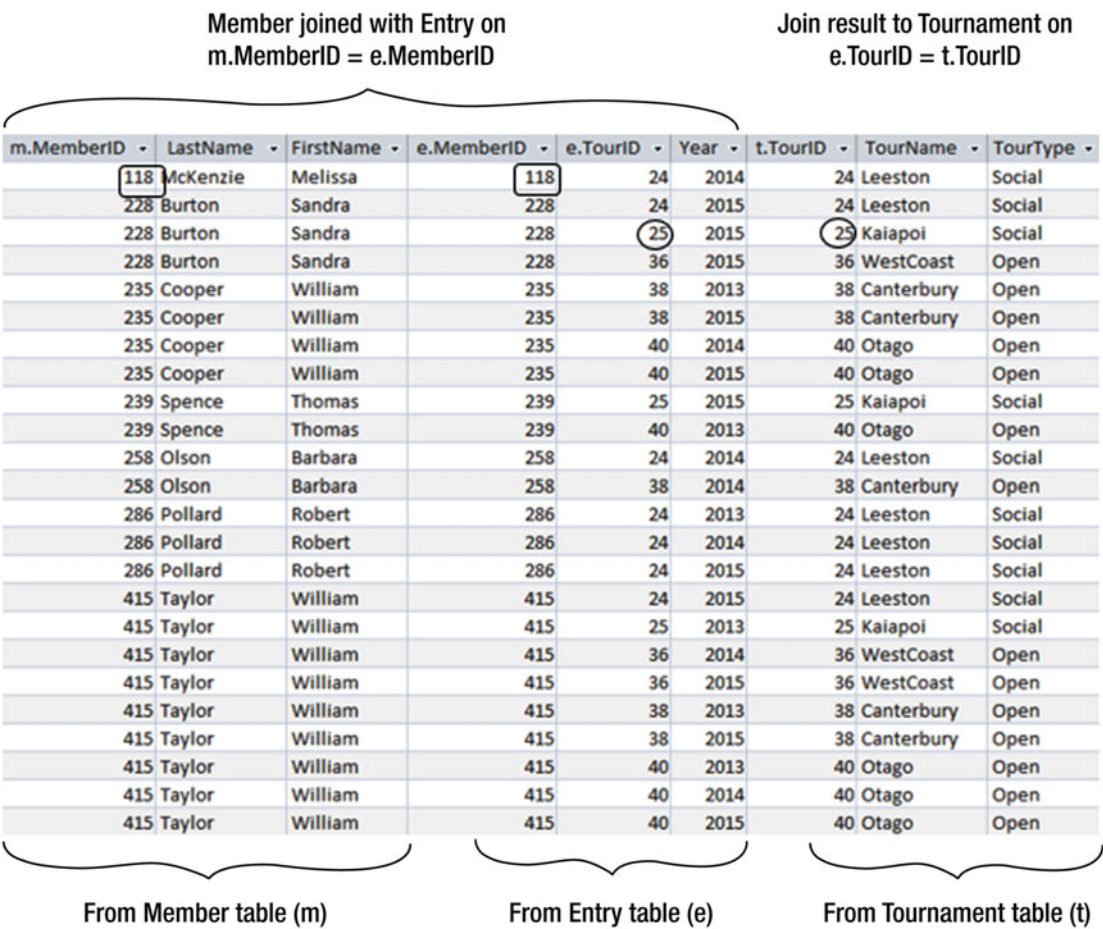 Member joined with Entry on
m.MemberID = e.MemberID
Join result to Tournament on
e.TourID = t.TourID
m.MemberID LastName FirstName e.MemberID e.TourID Year t.TourID TourName TourType
118 McKenzie Melissa 118 24 2014 24 Leeston Social
228 Burton Sandra 228 24 2015 24 Leeston Social
228 Burton Sandra 228 25 2015 25 Kaiapoi Social
228 Burton Sandra 228 36 2015 36 WestCoast Open
235 Cooper William 235 38 2013 38 Canterbury Open
235 Cooper William 235 38 2015 38 Canterbury Open
235 Cooper William 235 40 2014 40 Otago Open
235 Cooper William 235 40 2015 40 Otago Open
239 Spence Thomas 239 25 2015 25 Kaiapoi Social
239 Spence Thomas 239 40 2013 40 Otago Open
258 Olson Barbara 258 24 2014 24 Leeston Social
258 Olson Barbara 258 38 2014 38 Canterbury Open
286 Pollard Robert 286 24 2013 24 Leeston Social
286 Pollard Robert 286 24 2014 24 Leeston Social
286 Pollard Robert 286 24 2015 24 Leeston Social
415 Taylor William 415 24 2015 24 Leeston Social
415 Taylor William 415 25 2013 25 Kaiapoi Social
415 Taylor William 415 36 2014 36 WestCoast Open
415 Taylor William 415 36 2015 36 WestCoast Open
415 Taylor William 415 38 2013 38 Canterbury Open
415 Taylor William 415 38 2015 38 Canterbury Open
415 Taylor William 415 40 2013 40 Otago Open
415 Taylor William 415 40 2014 40 Otago Open
415 Taylor William 415 40 2015 40 Otago Open
From Member table (m)
From Entry table (e)
From Tournament table (t)